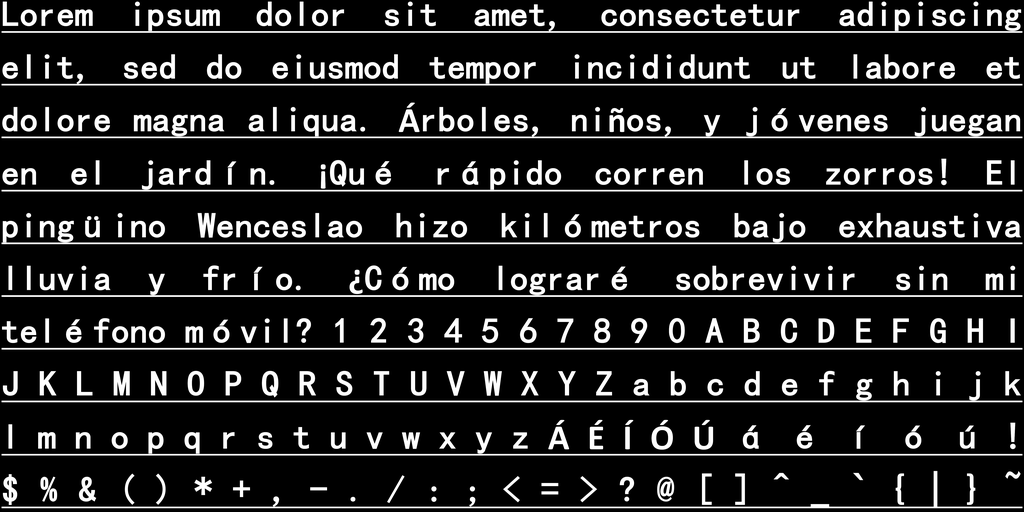 Lorem ipsum dolor sit amet, consectetur adipiscing
elit, sed do eiusmod tempor incididunt ut labore et
dolore magna aliqua. Árboles, niños, y jóvenes juegan
en el jardín. ¡Qué rápido corren los zorros! El
pingüino Wenceslao hizo kilómetros bajo exhaustiva
lluvia y frío. ¿Cómo lograré sobrevivir sin mi
teléfono móvil? 1 2 3 4 5 6 7 8 9 0 A B C D E F G H I
J K L M N O P Q R S T U V W X Y Z a b c d e f g h i j k
l m n o p q r s t u v w x y z Á É Í Ó Ú á é í ó ú !
$ % & ( ) * + , - . / : ; < = > ? @ [ ] ^ _ ` { | } ~